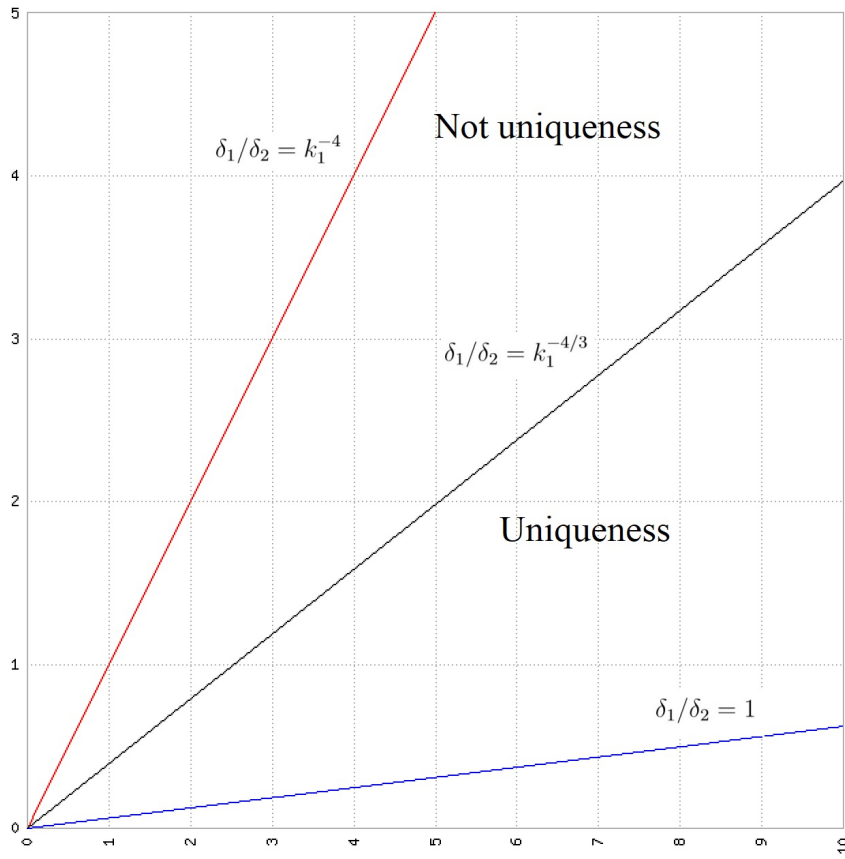 5
Not uniqueness
δ₁/δ₂ = k₁⁻⁴
4
3
δ₁/δ₂ = k₁^{-4/3}
2
Uniqueness
1
δ₁/δ₂ = 1
0
0 1 2 3 4 5 6 7 8 9 10